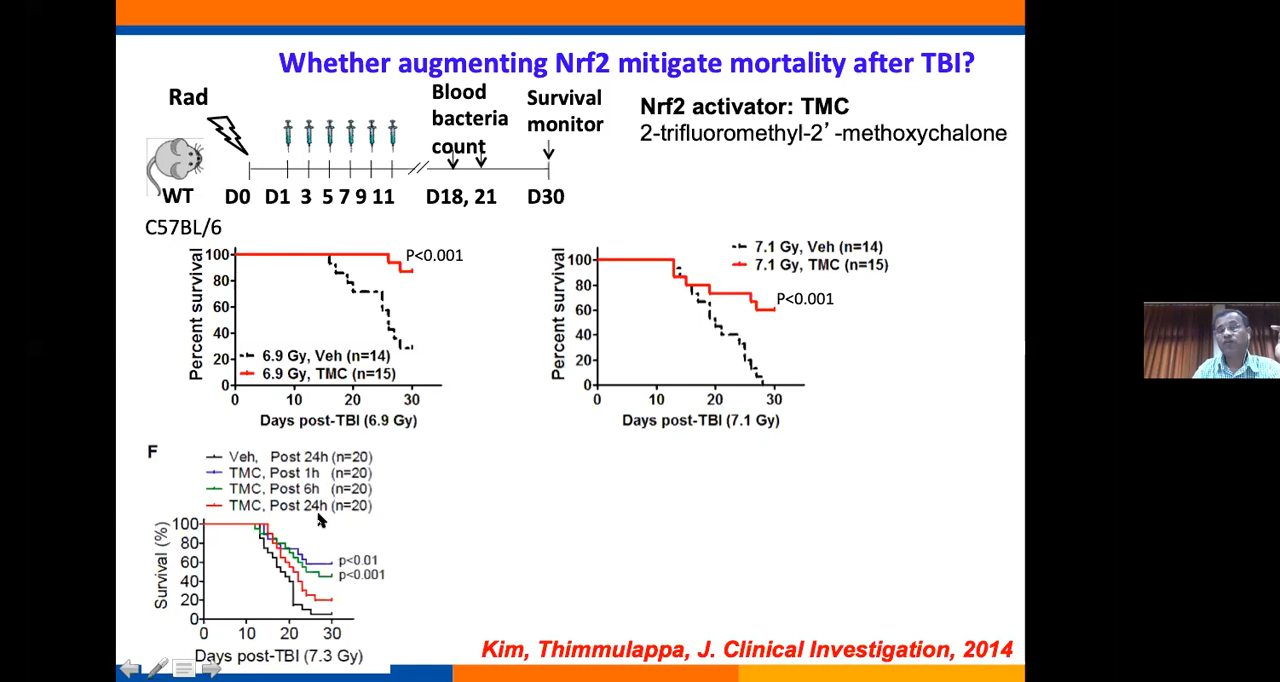 Whether augmenting Nrf2 mitigate mortality after TBI?
Rad
Blood
bacteria
count
Survival
monitor
Nrf2 activator: TMC
2-trifluoromethyl-2’-methoxychalone
WT
D0 D1 3 5 7 9 11 D18, 21 D30
C57BL/6
Percent survival
100
80
60
40
20
0
P<0.001
6.9 Gy, Veh (n=14)
6.9 Gy, TMC (n=15)
0 10 20 30
Days post-TBI (6.9 Gy)
7.1 Gy, Veh (n=14)
7.1 Gy, TMC (n=15)
Percent survival
100
80
60
40
20
0
P<0.001
0 10 20 30
Days post-TBI (7.1 Gy)
F
Veh, Post 24h (n=20)
TMC, Post 1h (n=20)
TMC, Post 6h (n=20)
TMC, Post 24h (n=20)
Survival (%)
100
80
60
40
20
0
p<0.01
p<0.001
0 10 20 30
Days post-TBI (7.3 Gy)
Kim, Thimmulappa, J. Clinical Investigation, 2014